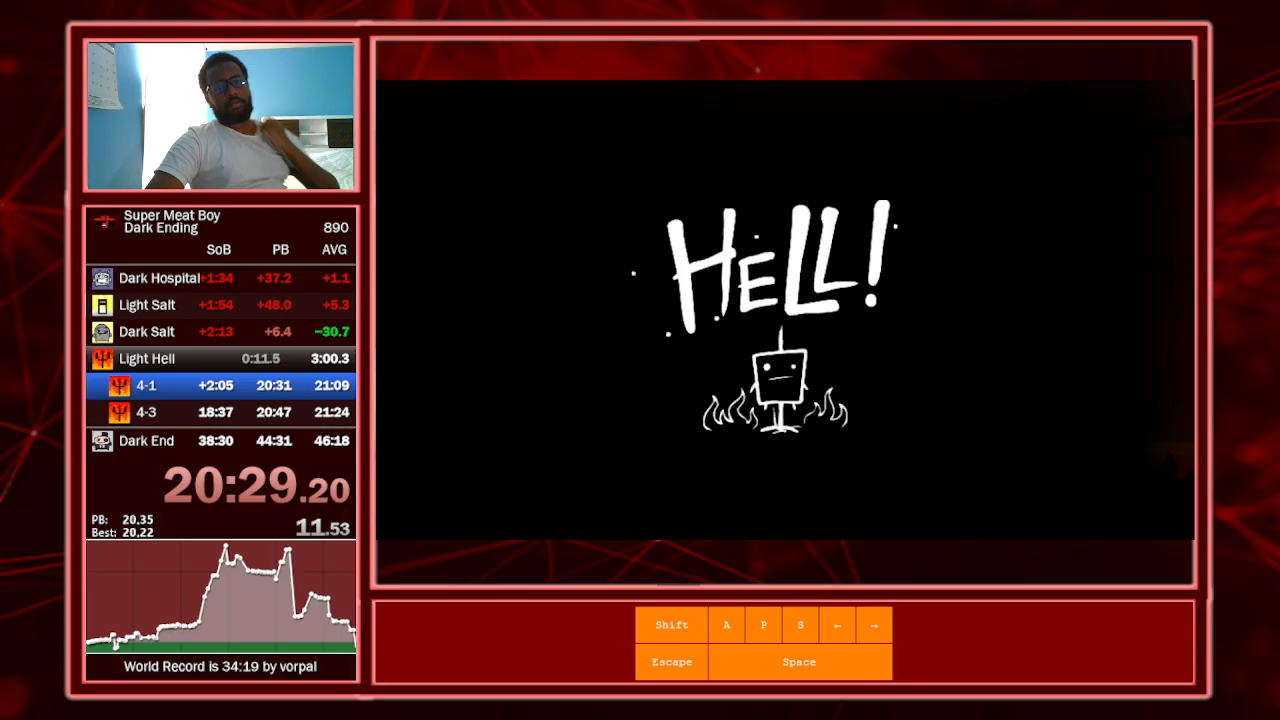 Super Meat Boy
Dark Ending 890
SoB PB AVG
Dark Hospital +1:34 +37.2 +1.1
Light Salt +1:54 +48.0 +5.3
Dark Salt +2:13 +6.4 −30.7
Light Hell 0:11.5 3:00.3
4-1 +2:05 20:31 21:09
4-3 18:37 20:47 21:24
Dark End 38:30 44:31 46:18
20:29.20
PB: 20.35 11.53
Best: 20.22
World Record is 34:19 by vorpal
HELL!
Shift A P S ← →
Escape Space